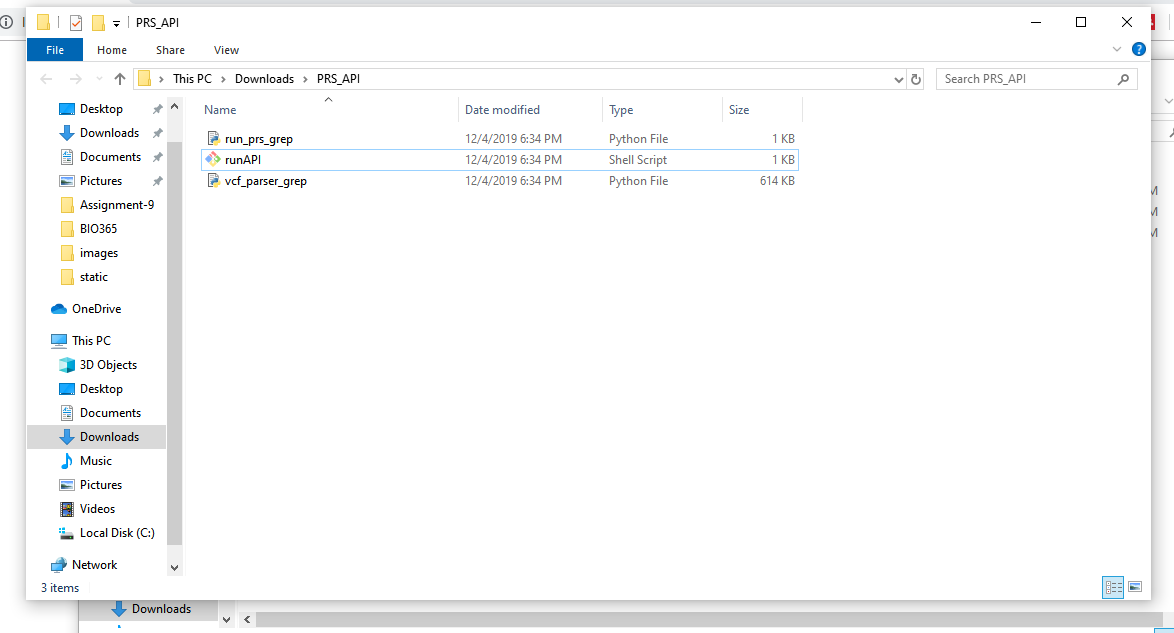 PRS_API
File Home Share View
This PC Downloads PRS_API
Search PRS_API
Name Date modified Type Size
run_prs_grep 12/4/2019 6:34 PM Python File 1 KB
runAPI 12/4/2019 6:34 PM Shell Script 1 KB
vcf_parser_grep 12/4/2019 6:34 PM Python File 614 KB
Desktop
Downloads
Documents
Pictures
Assignment-9
BIO365
images
static
OneDrive
This PC
3D Objects
Desktop
Documents
Downloads
Music
Pictures
Videos
Local Disk (C:)
Network
3 items
M
M
M
Downloads